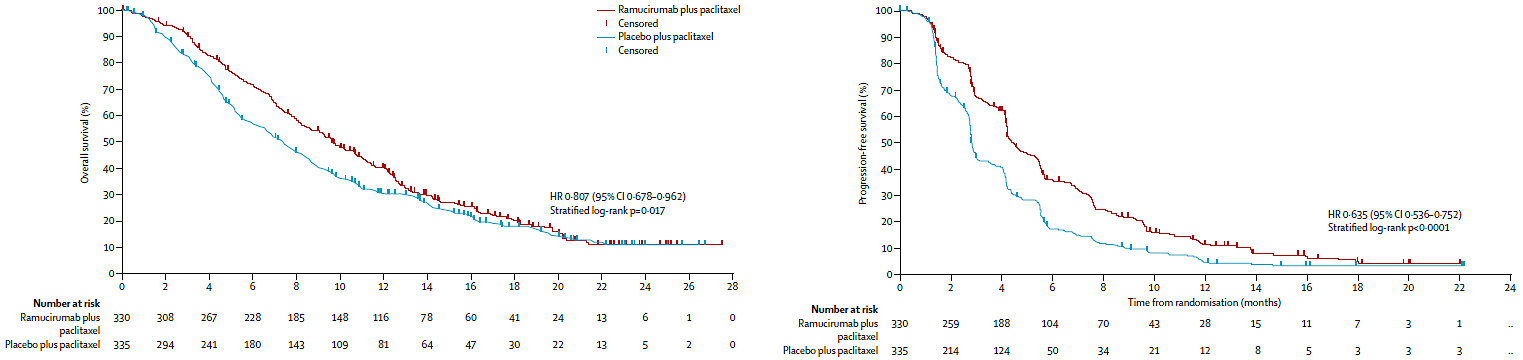 Overall survival (%)
100
90
80
70
60
50
40
30
20
10
0
Ramucirumab plus paclitaxel
Censored
Placebo plus paclitaxel
Censored
HR 0·807 (95% CI 0·678–0·962)
Stratified log-rank p=0·017
0 2 4 6 8 10 12 14 16 18 20 22 24 26 28
Number at risk
Ramucirumab plus
paclitaxel
330 308 267 228 185 148 116 78 60 41 24 13 6 1 0
Placebo plus paclitaxel 335 294 241 180 143 109 81 64 47 30 22 13 5 2 0
Progression-free survival (%)
100
90
80
70
60
50
40
30
20
10
0
HR 0·635 (95% CI 0·536–0·752)
Stratified log-rank p<0·0001
0 2 4 6 8 10 12 14 16 18 20 22 24
Time from randomisation (months)
Number at risk
Ramucirumab plus
paclitaxel
330 259 188 104 70 43 28 15 11 7 3 1 ..
Placebo plus paclitaxel 335 214 124 50 34 21 12 8 5 3 3 3 ..